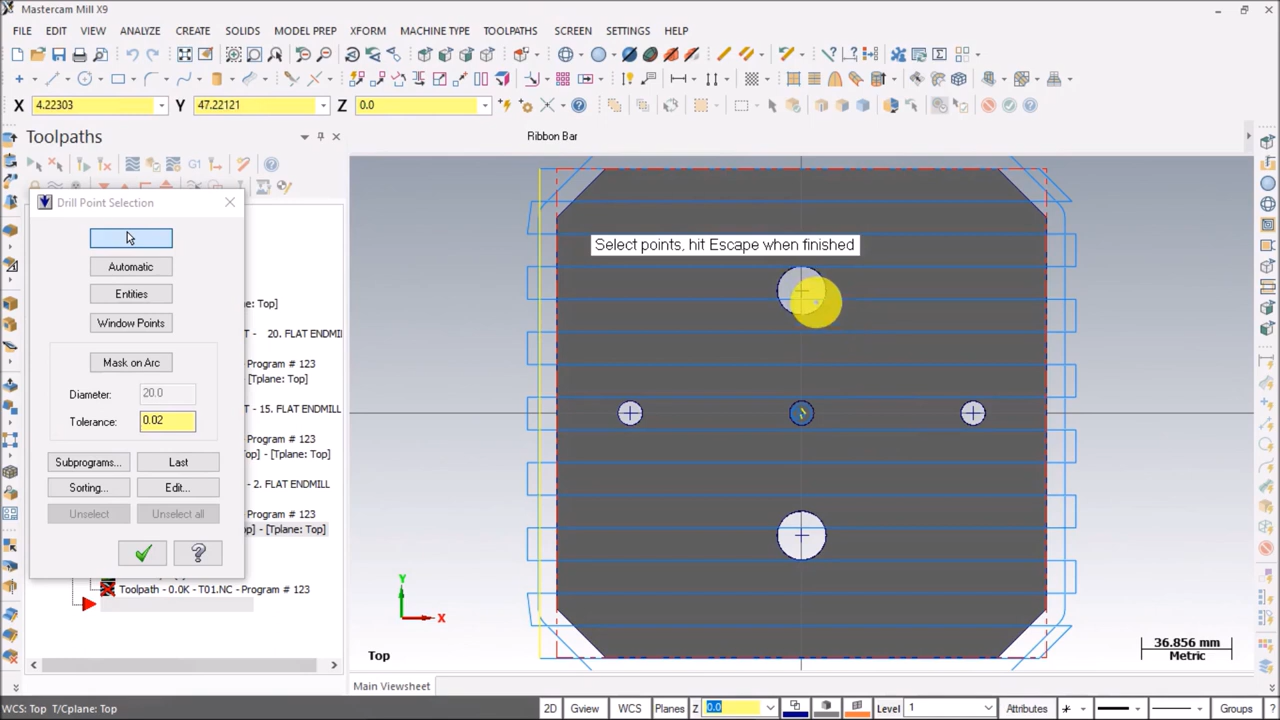 Mastercam Mill X9
FILE EDIT VIEW ANALYZE CREATE SOLIDS MODEL PREP XFORM MACHINE TYPE TOOLPATHS SCREEN SETTINGS HELP
X 4.22303 Y 47.22121 Z 0.0
Toolpaths
Ribbon Bar
G1
Drill Point Selection
Automatic
Entities
Window Points
Mask on Arc
Diameter: 20.0
Tolerance: 0.02
Subprograms... Last
Sorting... Edit...
Unselect Unselect all
op]
- 20. FLAT ENDMILL
Program # 123
[Tplane: Top]
- 15. FLAT ENDMILL
Program # 123
p] - [Tplane: Top]
- 2. FLAT ENDMILL
Program # 123
p] - [Tplane: Top]
Toolpath - 0.0K - T01.NC - Program # 123
Select points, hit Escape when finished
Y
X
Top
36.856 mm
Metric
Main Viewsheet
WCS: Top T/Cplane: Top
2D Gview WCS Planes Z 0.0 Level 1 Attributes Groups